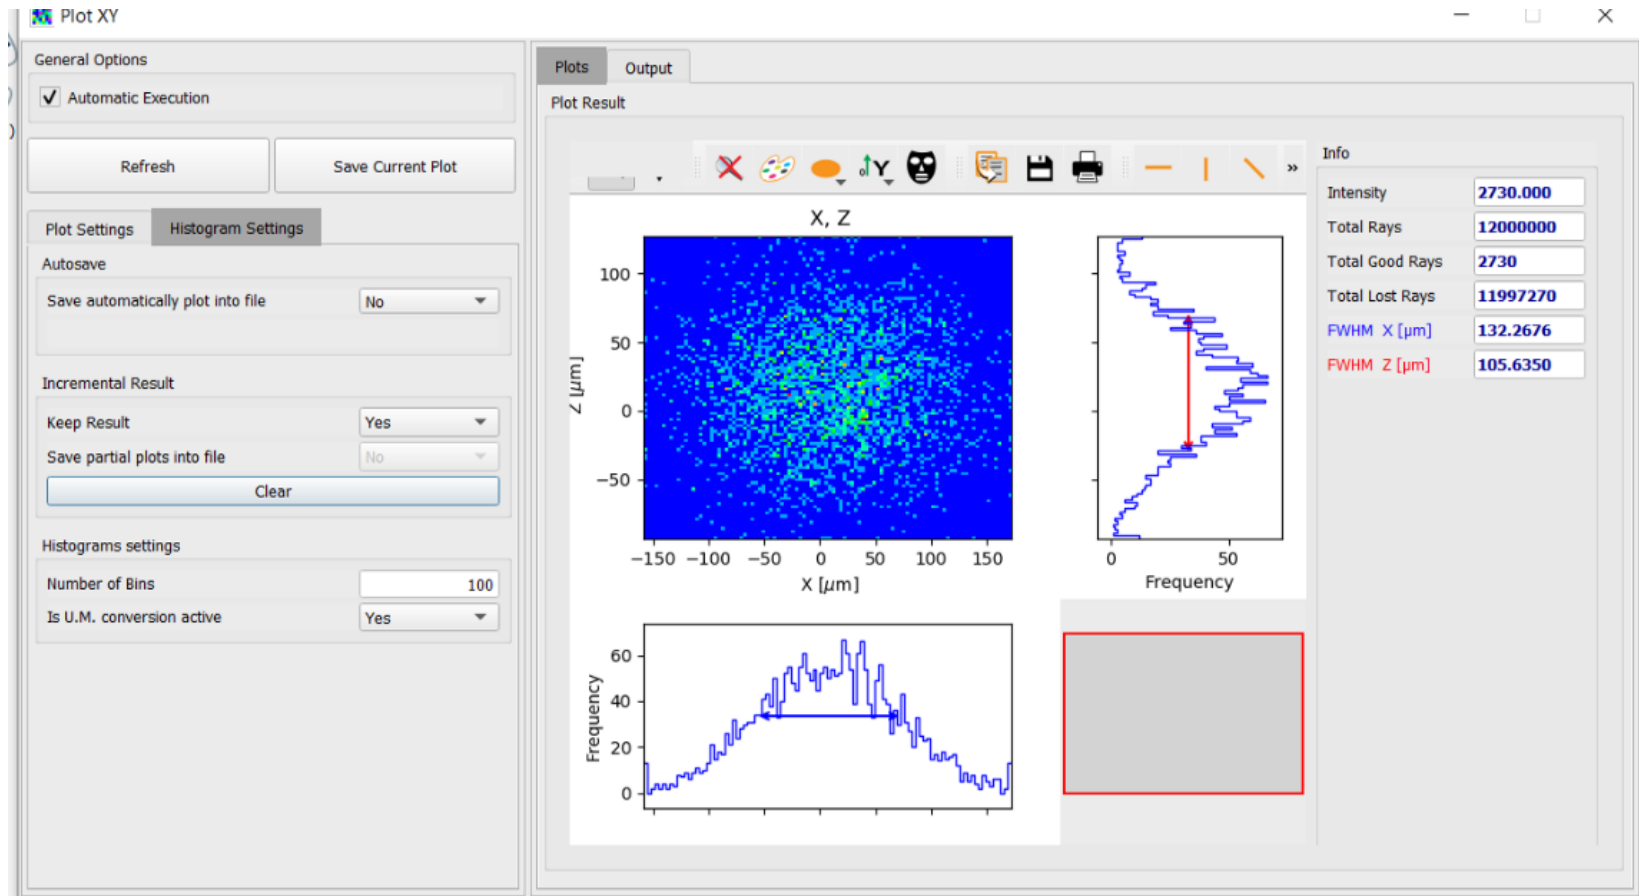 Plot XY
General Options
Automatic Execution
Refresh
Save Current Plot
Plot Settings
Histogram Settings
Autosave
Save automatically plot into file
No
Incremental Result
Keep Result
Yes
Save partial plots into file
No
Clear
Histograms settings
Number of Bins
100
Is U.M. conversion active
Yes
Plots
Output
Plot Result
Y
»
X, Z
100
50
0
−50
Z [μm]
−150 −100 −50 0 50 100 150
X [μm]
0 50
Frequency
60
40
20
0
Frequency
Info
Intensity 2730.000
Total Rays 12000000
Total Good Rays 2730
Total Lost Rays 11997270
FWHM X [μm] 132.2676
FWHM Z [μm] 105.6350